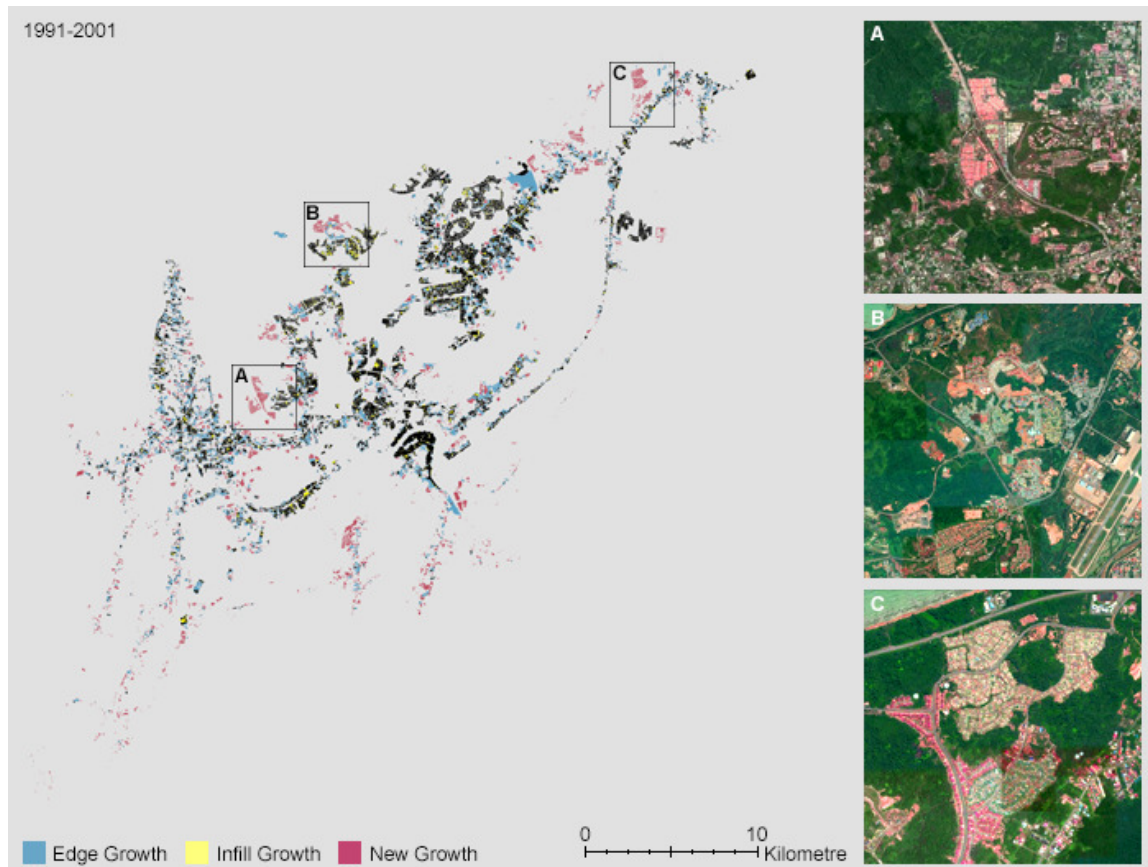 1991-2001
A
B
C
A
B
C
Edge Growth
Infill Growth
New Growth
0 10
Kilometre